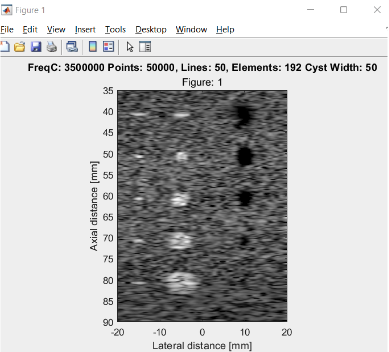 Figure 1
File Edit View Insert Tools Desktop Window Help
FreqC: 3500000 Points: 50000, Lines: 50, Elements: 192 Cyst Width: 50
Figure: 1
35
40
45
50
55
60
65
70
75
80
85
90
Axial distance [mm]
-20 -10 0 10 20
Lateral distance [mm]